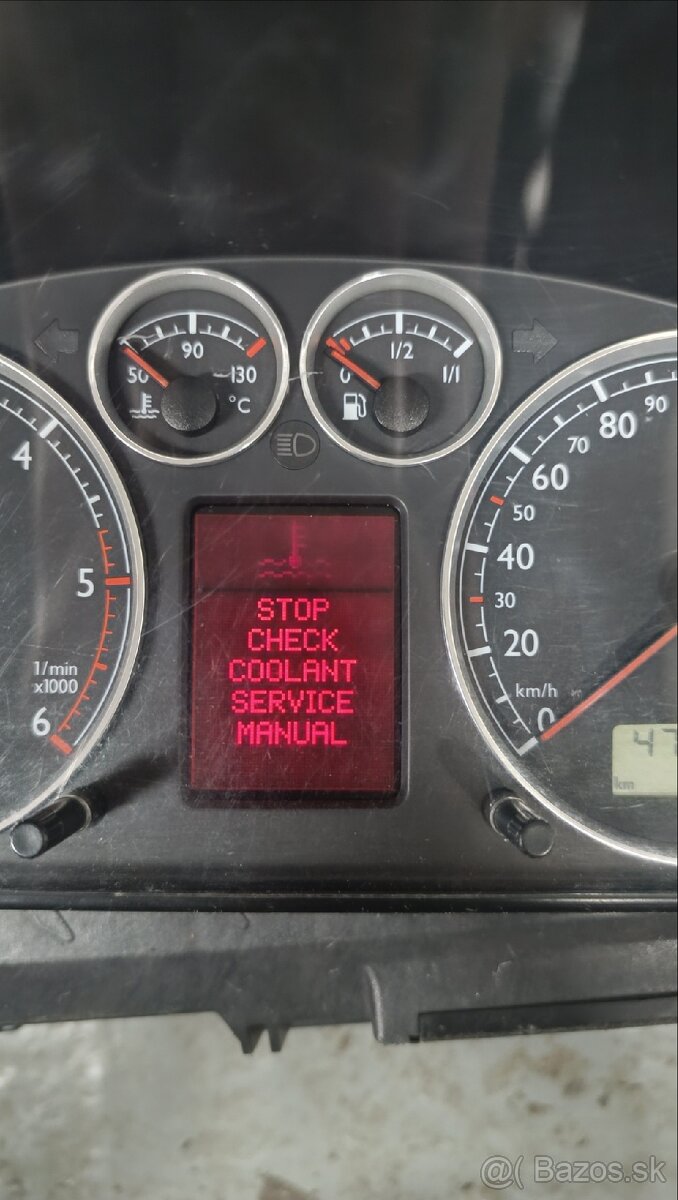 90
50
130
°C
1/2
0
1/1
4
5
1/min
x1000
6
STOP
CHECK
COOLANT
SERVICE
MANUAL
90
80
70
60
50
40
30
20
km/h
0
47
km
@( Bazos.sk